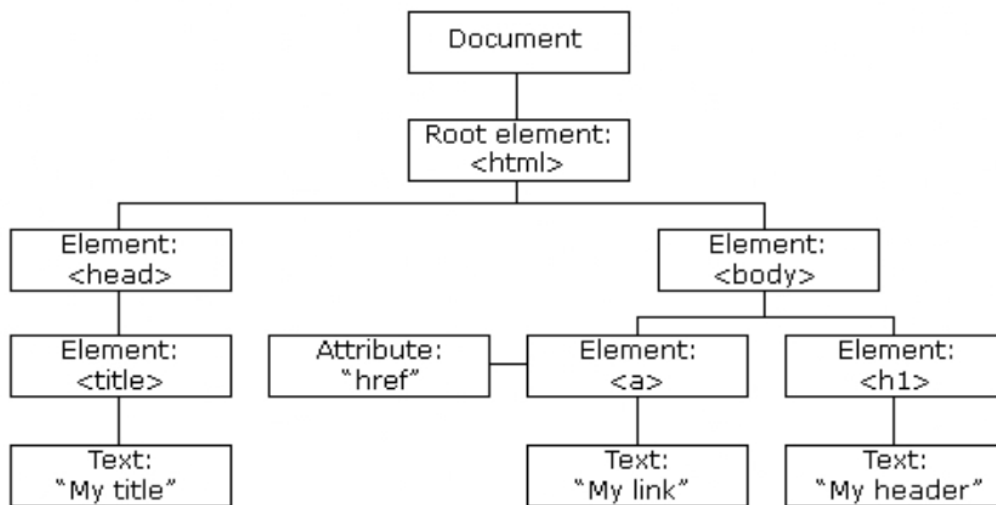 Document
Root element:
<html>
Element:
<head>
Element:
<body>
Element:
<title>
Attribute:
“href”
Element:
<a>
Element:
<h1>
Text:
“My title”
Text:
“My link”
Text:
“My header”